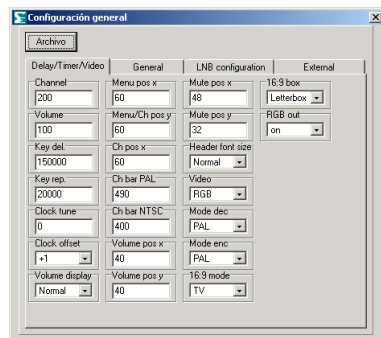 Configuración general
Archivo
Delay/Timer/Video General LNB configuration External
Channel Menu pos x Mute pos x 16:9 box
200 60 48 Letterbox
Volume Menu/Ch pos y Mute pos y RGB out
100 60 32 on
Key del. Ch pos x Header font size
150000 60 Normal
Key rep. Ch bar PAL Video
20000 490 RGB
Clock tune Ch bar NTSC Mode dec
0 400 PAL
Clock offset Volume pos x Mode enc
+1 40 PAL
Volume display Volume pos y 16:9 mode
Normal 40 TV